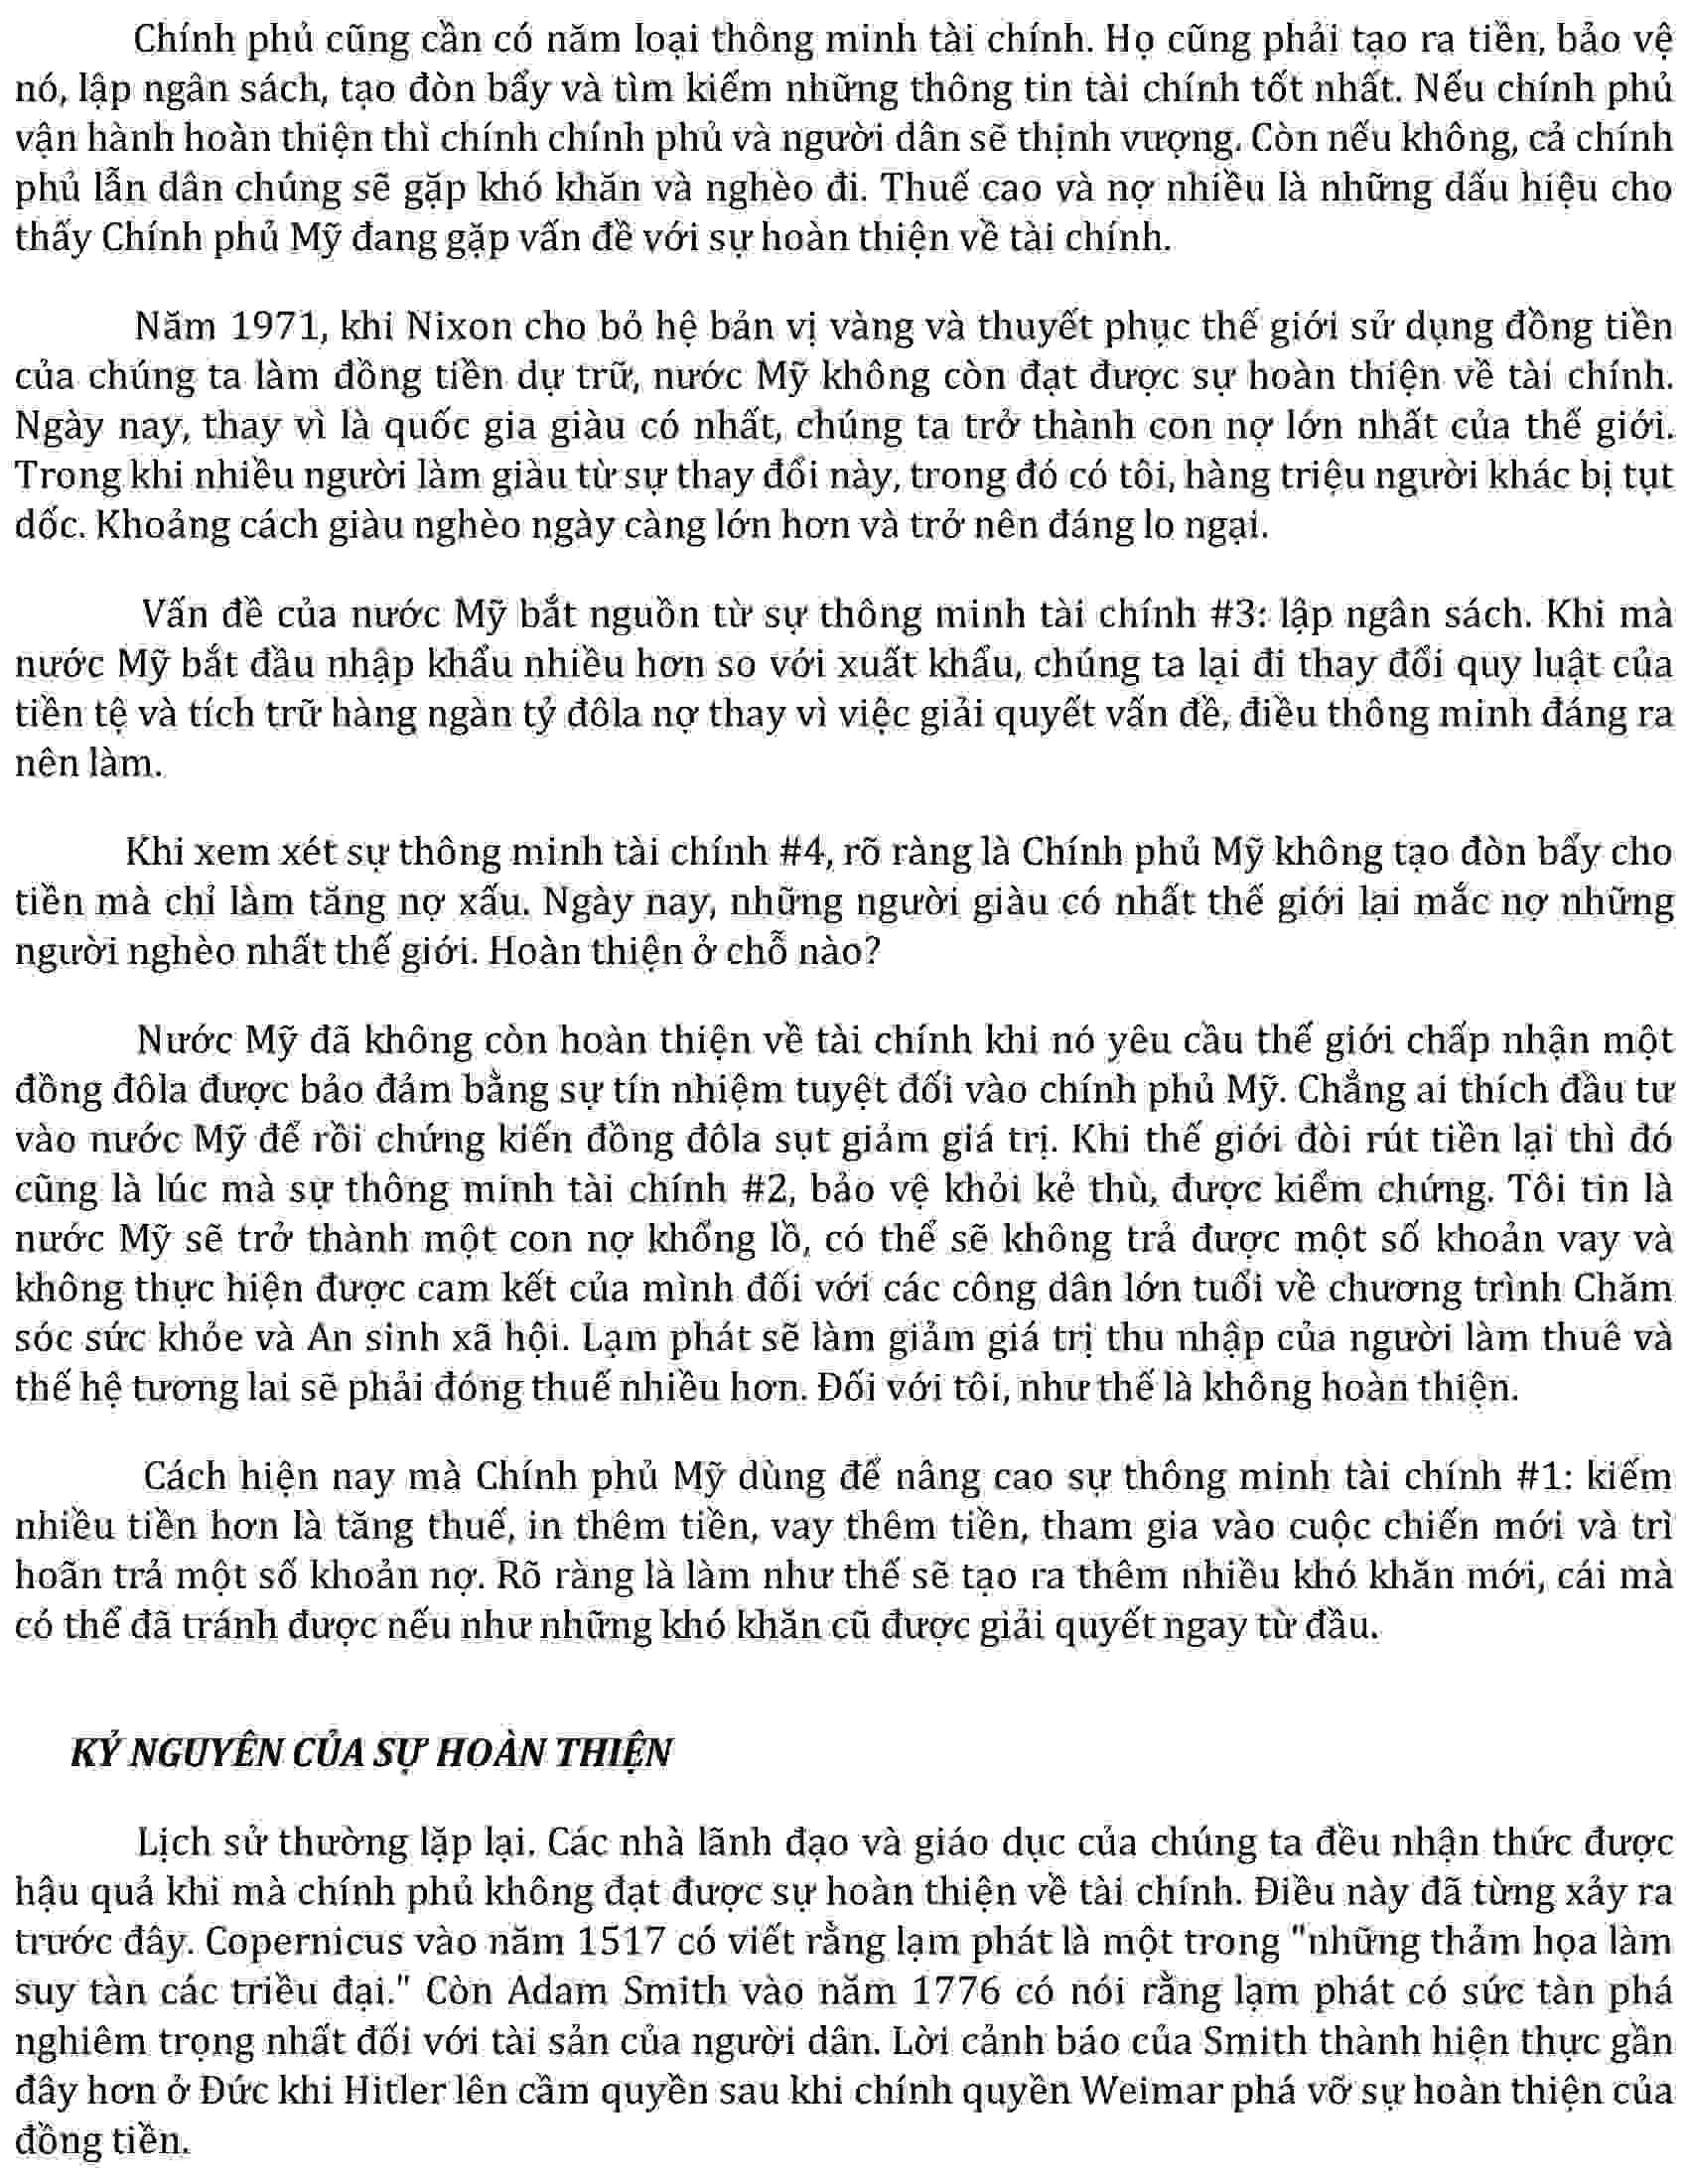 Chính phủ cũng cần có năm loại thông minh tài chính. Họ cũng phải tạo ra tiền, bảo vệ
nó, lập ngân sách, tạo đòn bẩy và tìm kiếm những thông tin tài chính tốt nhất. Nếu chính phủ
vận hành hoàn thiện thì chính chính phủ và người dân sẽ thịnh vượng. Còn nếu không, cả chính
phủ lẫn dân chúng sẽ gặp khó khăn và nghèo đi. Thuế cao và nợ nhiều là những dấu hiệu cho
thấy Chính phủ Mỹ đang gặp vấn đề với sự hoàn thiện về tài chính.
Năm 1971, khi Nixon cho bỏ hệ bản vị vàng và thuyết phục thế giới sử dụng đồng tiền
của chúng ta làm đồng tiền dự trữ, nước Mỹ không còn đạt được sự hoàn thiện về tài chính.
Ngày nay, thay vì là quốc gia giàu có nhất, chúng ta trở thành con nợ lớn nhất của thế giới.
Trong khi nhiều người làm giàu từ sự thay đổi này, trong đó có tôi, hàng triệu người khác bị tụt
dốc. Khoảng cách giàu nghèo ngày càng lớn hơn và trở nên đáng lo ngại.
Vấn đề của nước Mỹ bắt nguồn từ sự thông minh tài chính #3: lập ngân sách. Khi mà
nước Mỹ bắt đầu nhập khẩu nhiều hơn so với xuất khẩu, chúng ta lại đi thay đổi quy luật của
tiền tệ và tích trữ hàng ngàn tỷ đôla nợ thay vì việc giải quyết vấn đề, điều thông minh đáng ra
nên làm.
Khi xem xét sự thông minh tài chính #4, rõ ràng là Chính phủ Mỹ không tạo đòn bẩy cho
tiền mà chỉ làm tăng nợ xấu. Ngày nay, những người giàu có nhất thế giới lại mắc nợ những
người nghèo nhất thế giới. Hoàn thiện ở chỗ nào?
Nước Mỹ đã không còn hoàn thiện về tài chính khi nó yêu cầu thế giới chấp nhận một
đồng đôla được bảo đảm bằng sự tín nhiệm tuyệt đối vào chính phủ Mỹ. Chẳng ai thích đầu tư
vào nước Mỹ để rồi chứng kiến đồng đôla sụt giảm giá trị. Khi thế giới đòi rút tiền lại thì đó
cũng là lúc mà sự thông minh tài chính #2, bảo vệ khỏi kẻ thù, được kiểm chứng. Tôi tin là
nước Mỹ sẽ trở thành một con nợ khổng lồ, có thể sẽ không trả được một số khoản vay và
không thực hiện được cam kết của mình đối với các công dân lớn tuổi về chương trình Chăm
sóc sức khỏe và An sinh xã hội. Lạm phát sẽ làm giảm giá trị thu nhập của người làm thuê và
thế hệ tương lai sẽ phải đóng thuế nhiều hơn. Đối với tôi, như thế là không hoàn thiện.
Cách hiện nay mà Chính phủ Mỹ dùng để nâng cao sự thông minh tài chính #1: kiếm
nhiều tiền hơn là tăng thuế, in thêm tiền, vay thêm tiền, tham gia vào cuộc chiến mới và trì
hoãn trả một số khoản nợ. Rõ ràng là làm như thế sẽ tạo ra thêm nhiều khó khăn mới, cái mà
có thể đã tránh được nếu như những khó khăn cũ được giải quyết ngay từ đầu.
KỶ NGUYÊN CỦA SỰ HOÀN THIỆN
Lịch sử thường lặp lại. Các nhà lãnh đạo và giáo dục của chúng ta đều nhận thức được
hậu quả khi mà chính phủ không đạt được sự hoàn thiện về tài chính. Điều này đã từng xảy ra
trước đây. Copernicus vào năm 1517 có viết rằng lạm phát là một trong "những thảm họa làm
suy tàn các triều đại." Còn Adam Smith vào năm 1776 có nói rằng lạm phát có sức tàn phá
nghiêm trọng nhất đối với tài sản của người dân. Lời cảnh báo của Smith thành hiện thực gần
đây hơn ở Đức khi Hitler lên cầm quyền sau khi chính quyền Weimar phá vỡ sự hoàn thiện của
đồng tiền.